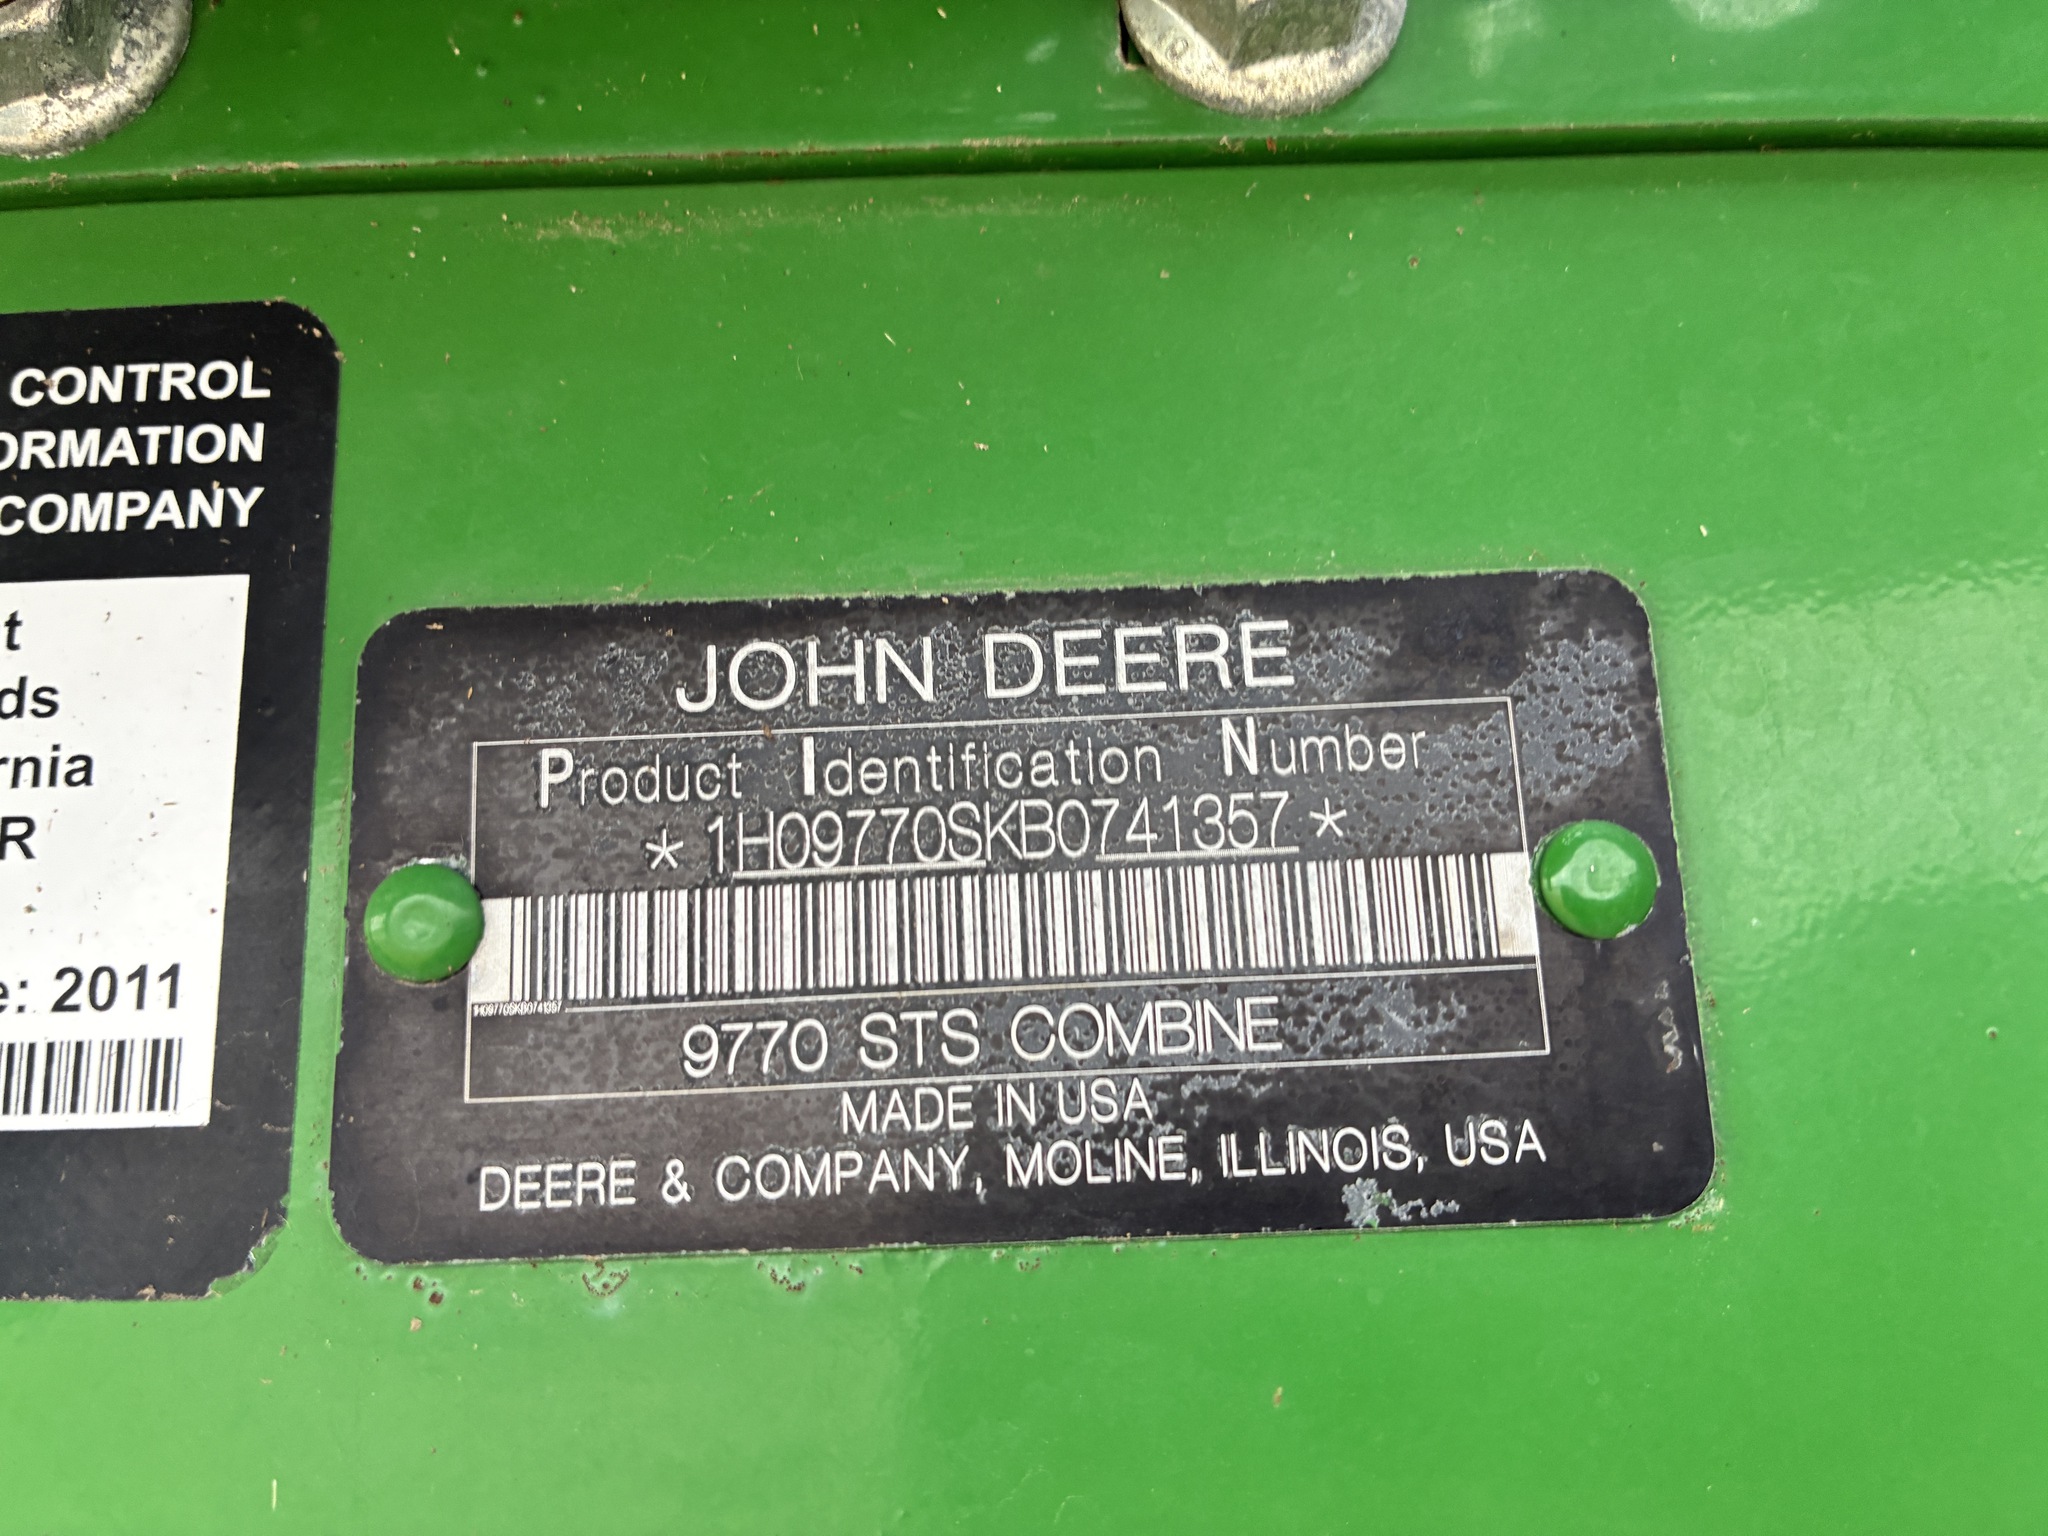 CONTROL
ORMATION
COMPANY
t
ds
rnia
R
e: 2011
JOHN DEERE
Product Identification Number
* 1H09770SKB0741357 *
1H09770SKB0741357
9770 STS COMBINE
MADE IN USA
DEERE & COMPANY, MOLINE, ILLINOIS, USA